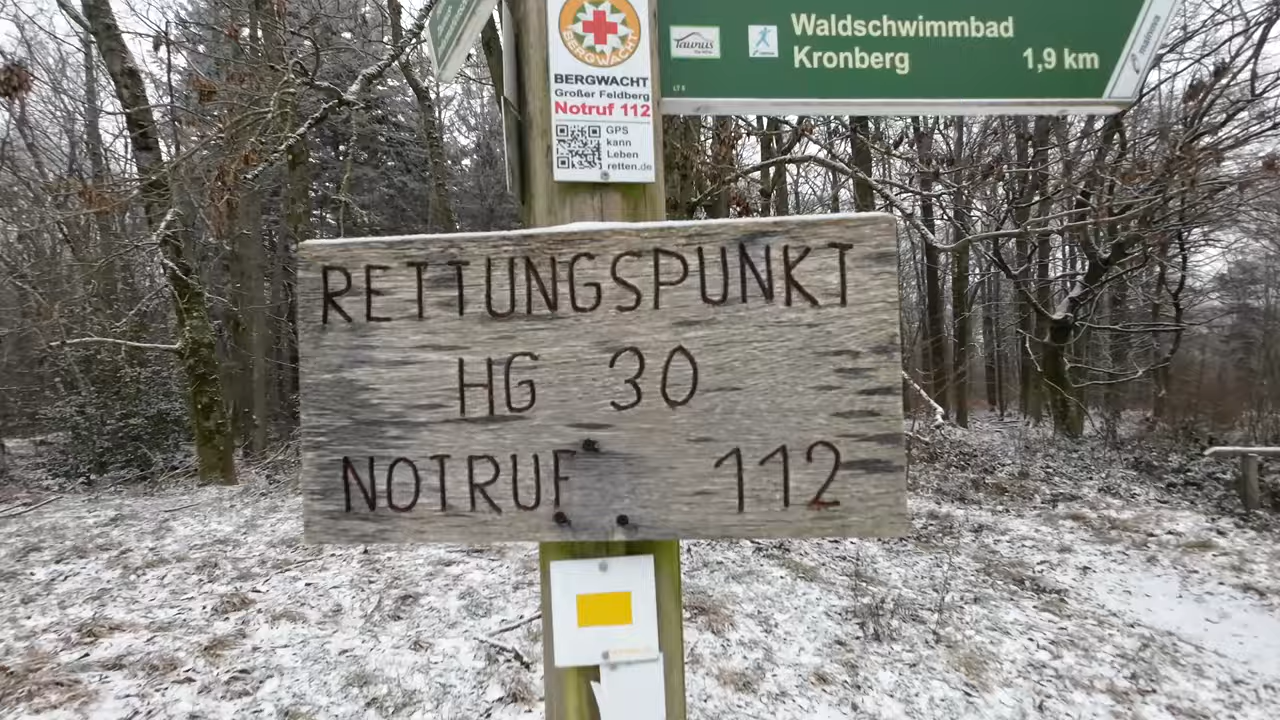 BERGWACHT
BERGWACHT
Großer Feldberg
Notruf 112
GPS
kann
Leben
retten.de
Taunus
Waldschwimmbad
Kronberg
1,9 km
RETTUNGSPUNKT
HG 30
NOTRUF 112